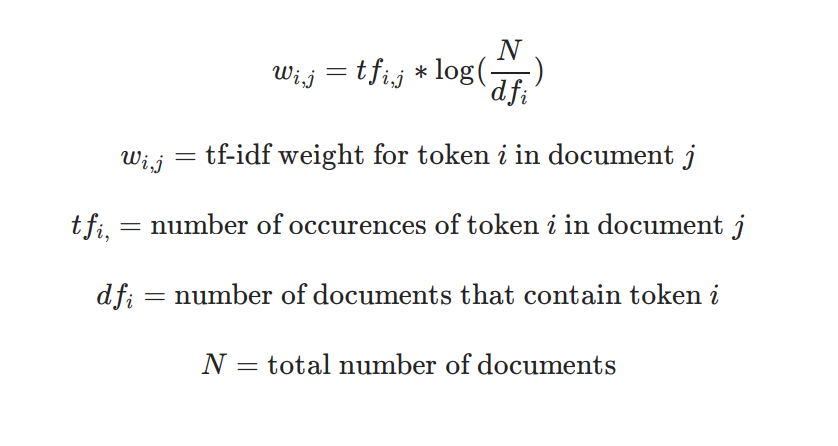 w_{i,j} = tf_{i,j} * log(\frac{N}{df_i})
w_{i,j} = tf-idf weight for token i in document j
tf_{i,} = number of occurences of token i in document j
df_i = number of documents that contain token i
N = total number of documents